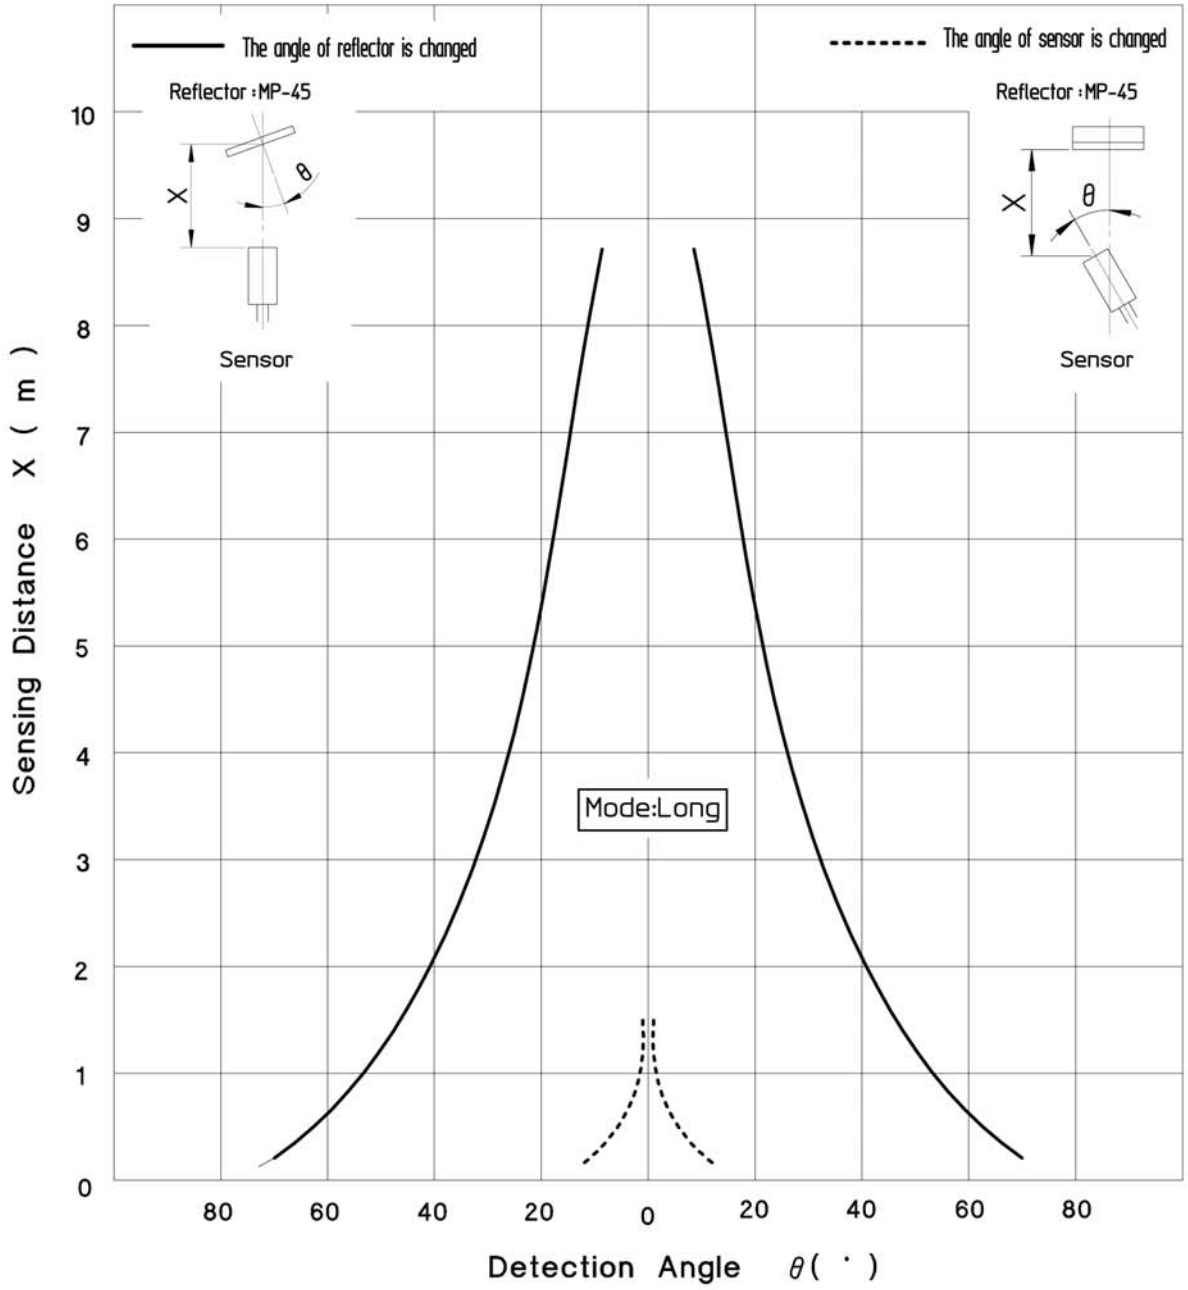 The angle of reflector is changed
The angle of sensor is changed
Reflector :MP-45
Reflector :MP-45
X
θ
X
θ
Sensor
Sensor
10
9
8
7
6
5
4
3
2
1
0
Sensing Distance X ( m )
Mode:Long
80 60 40 20 0 20 40 60 80
Detection Angle θ( ˙ )